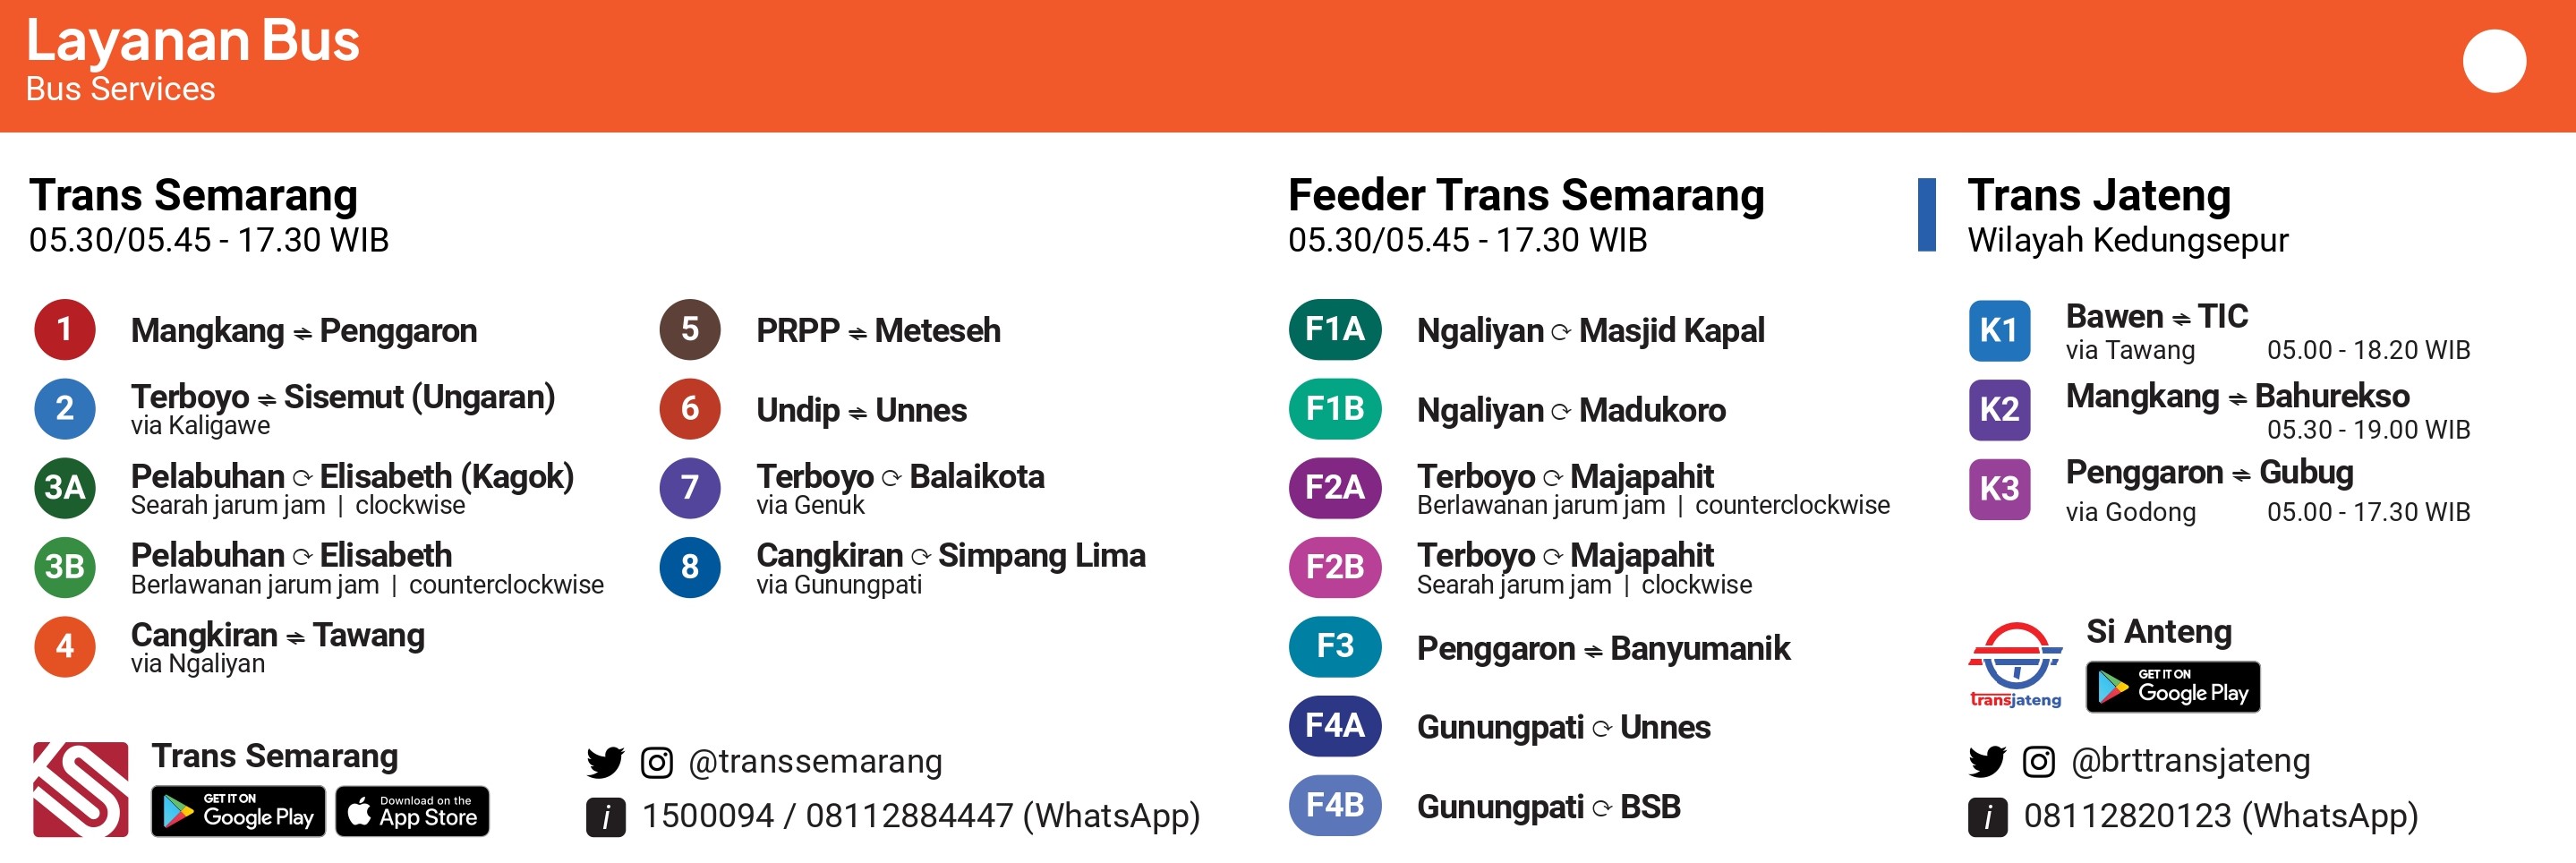 Layanan Bus
Bus Services
Trans Semarang
05.30/05.45 - 17.30 WIB
1 Mangkang ⇌ Penggaron
2 Terboyo ⇌ Sisemut (Ungaran)
via Kaligawe
3A Pelabuhan ⟳ Elisabeth (Kagok)
Searah jarum jam | clockwise
3B Pelabuhan ⟳ Elisabeth
Berlawanan jarum jam | counterclockwise
4 Cangkiran ⇌ Tawang
via Ngaliyan
5 PRPP ⇌ Meteseh
6 Undip ⇌ Unnes
7 Terboyo ⟳ Balaikota
via Genuk
8 Cangkiran ⟳ Simpang Lima
via Gunungpati
Trans Semarang
GET IT ON
Google Play
Download on the
App Store
@transsemarang
i 1500094 / 08112884447 (WhatsApp)
Feeder Trans Semarang
05.30/05.45 - 17.30 WIB
F1A Ngaliyan ⟳ Masjid Kapal
F1B Ngaliyan ⟳ Madukoro
F2A Terboyo ⟳ Majapahit
Berlawanan jarum jam | counterclockwise
F2B Terboyo ⟳ Majapahit
Searah jarum jam | clockwise
F3 Penggaron ⇌ Banyumanik
F4A Gunungpati ⟳ Unnes
F4B Gunungpati ⟳ BSB
Trans Jateng
Wilayah Kedungsepur
K1 Bawen ⇌ TIC
via Tawang 05.00 - 18.20 WIB
K2 Mangkang ⇌ Bahurekso
05.30 - 19.00 WIB
K3 Penggaron ⇌ Gubug
via Godong 05.00 - 17.30 WIB
transjateng
Si Anteng
GET IT ON
Google Play
@brttransjateng
i 08112820123 (WhatsApp)